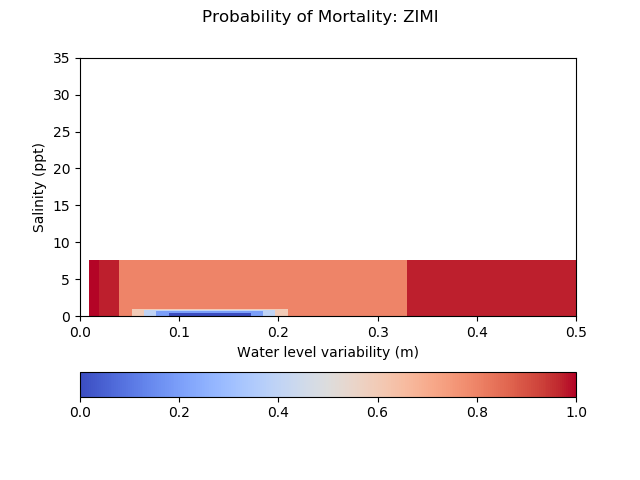 Probability of Mortality: ZIMI
35
30
25
20
15
10
5
0
Salinity (ppt)
0.0 0.1 0.2 0.3 0.4 0.5
Water level variability (m)
0.0 0.2 0.4 0.6 0.8 1.0